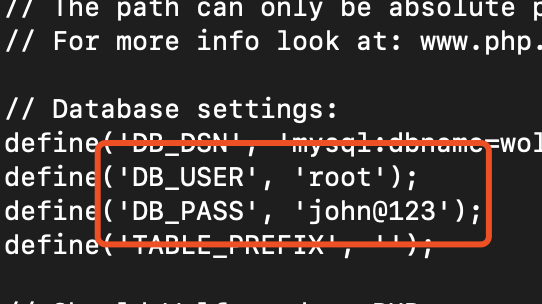 // The path can only be absolute p
// For more info look at: www.php.
// Database settings:
define('DB_DSN', 'mysql:dbname=wol
define('DB_USER', 'root');
define('DB_PASS', 'john@123');
define('TABLE_PREFIX', '');